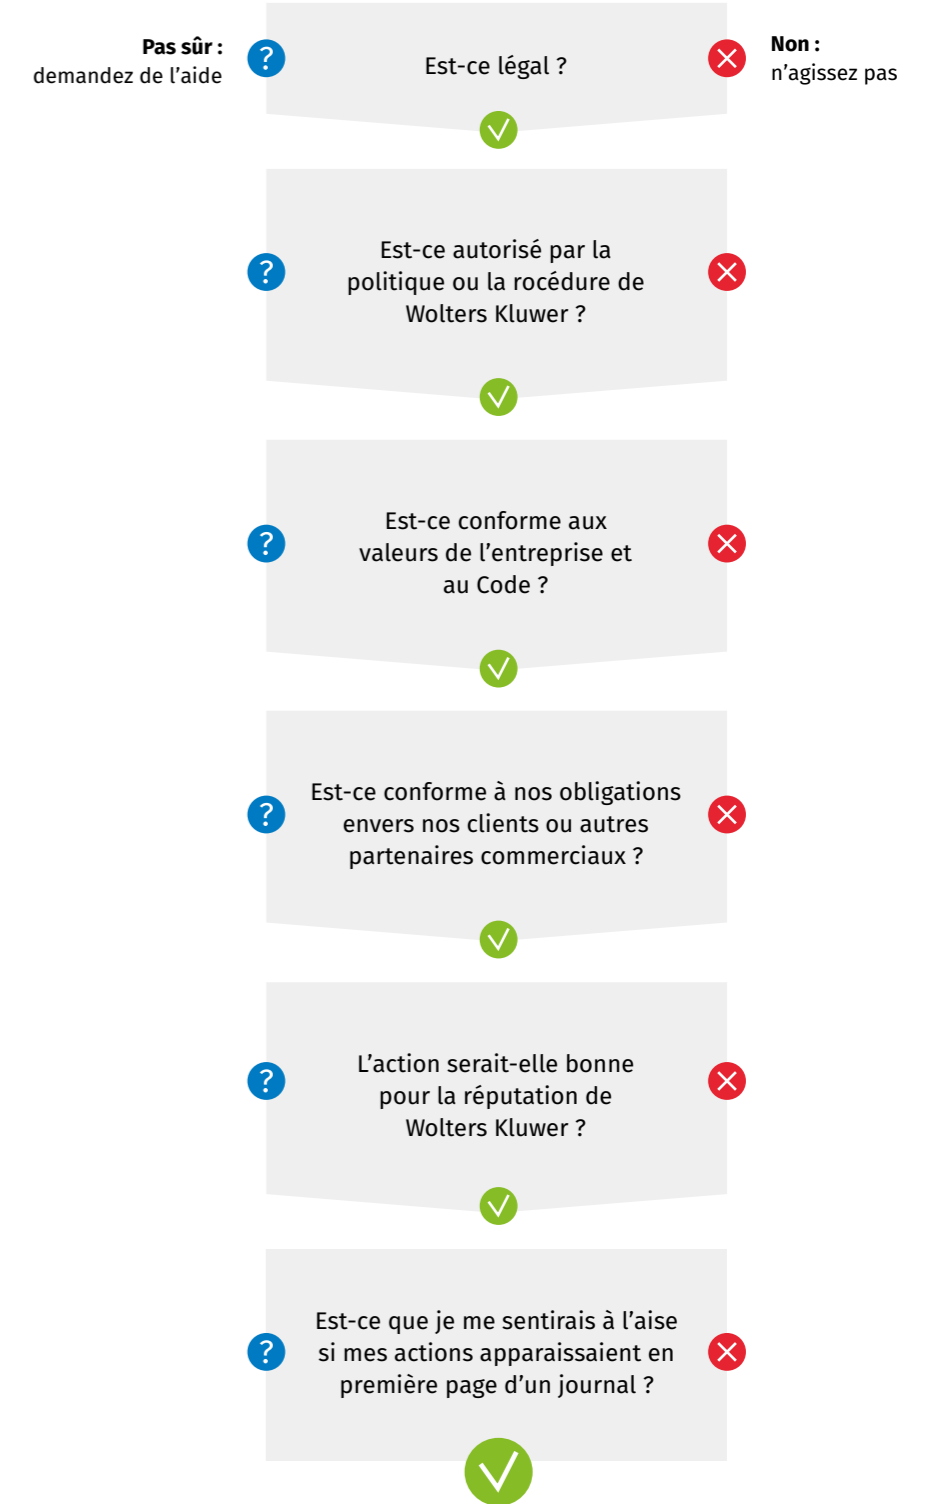 Pas sûr :
demandez de l’aide
?
Est-ce légal ?
Non :
n’agissez pas
?
Est-ce autorisé par la
politique ou la rocédure de
Wolters Kluwer ?
?
Est-ce conforme aux
valeurs de l’entreprise et
au Code ?
?
Est-ce conforme à nos obligations
envers nos clients ou autres
partenaires commerciaux ?
?
L’action serait-elle bonne
pour la réputation de
Wolters Kluwer ?
?
Est-ce que je me sentirais à l’aise
si mes actions apparaissaient en
première page d’un journal ?